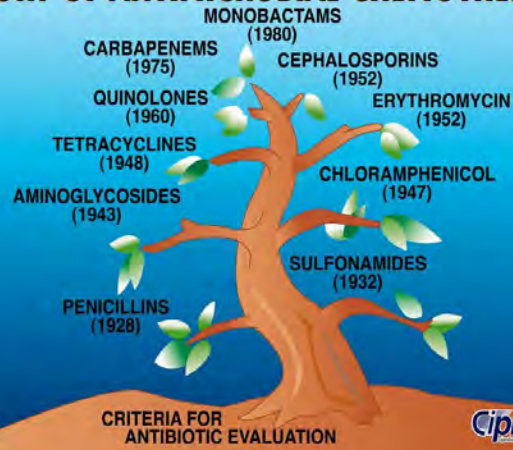 MONOBACTAMS
(1980)
CARBAPENEMS
(1975)
CEPHALOSPORINS
(1952)
QUINOLONES
(1960)
ERYTHROMYCIN
(1952)
TETRACYCLINES
(1948)
CHLORAMPHENICOL
(1947)
AMINOGLYCOSIDES
(1943)
SULFONAMIDES
(1932)
PENICILLINS
(1928)
CRITERIA FOR
ANTIBIOTIC EVALUATION